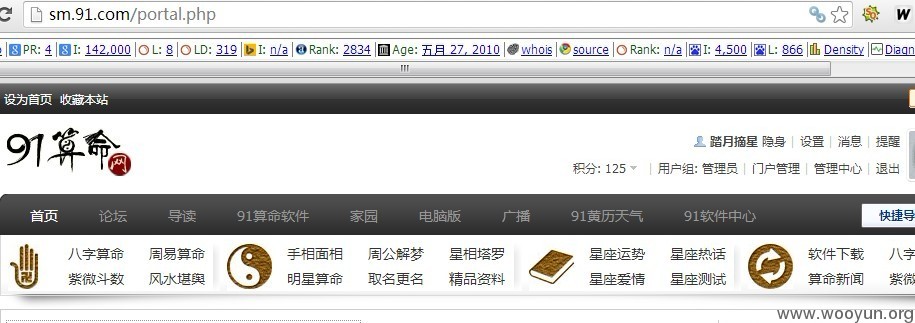 sm.91.com/portal.php
PR: 4 | I: 142,000 | L: 8 | LD: 319 | I: n/a | Rank: 2834 | Age: 五月 27, 2010 | whois | source | Rank: n/a | I: 4,500 | L: 866 | Density | Diagn
设为首页 收藏本站
91算命网
踏月摘星 隐身 | 设置 | 消息 | 提醒
积分: 125 | 用户组: 管理员 | 门户管理 | 管理中心 | 退出
首页 论坛 导读 91算命软件 家园 电脑版 广播 91黄历天气 91软件中心 快捷导
八字算命 周易算命 手相面相 周公解梦 星相塔罗 星座运势 星座热话 软件下载 八字
紫微斗数 风水堪舆 明星算命 取名更名 精品资料 星座爱情 星座测试 算命新闻 紫微
www.wooyun.org